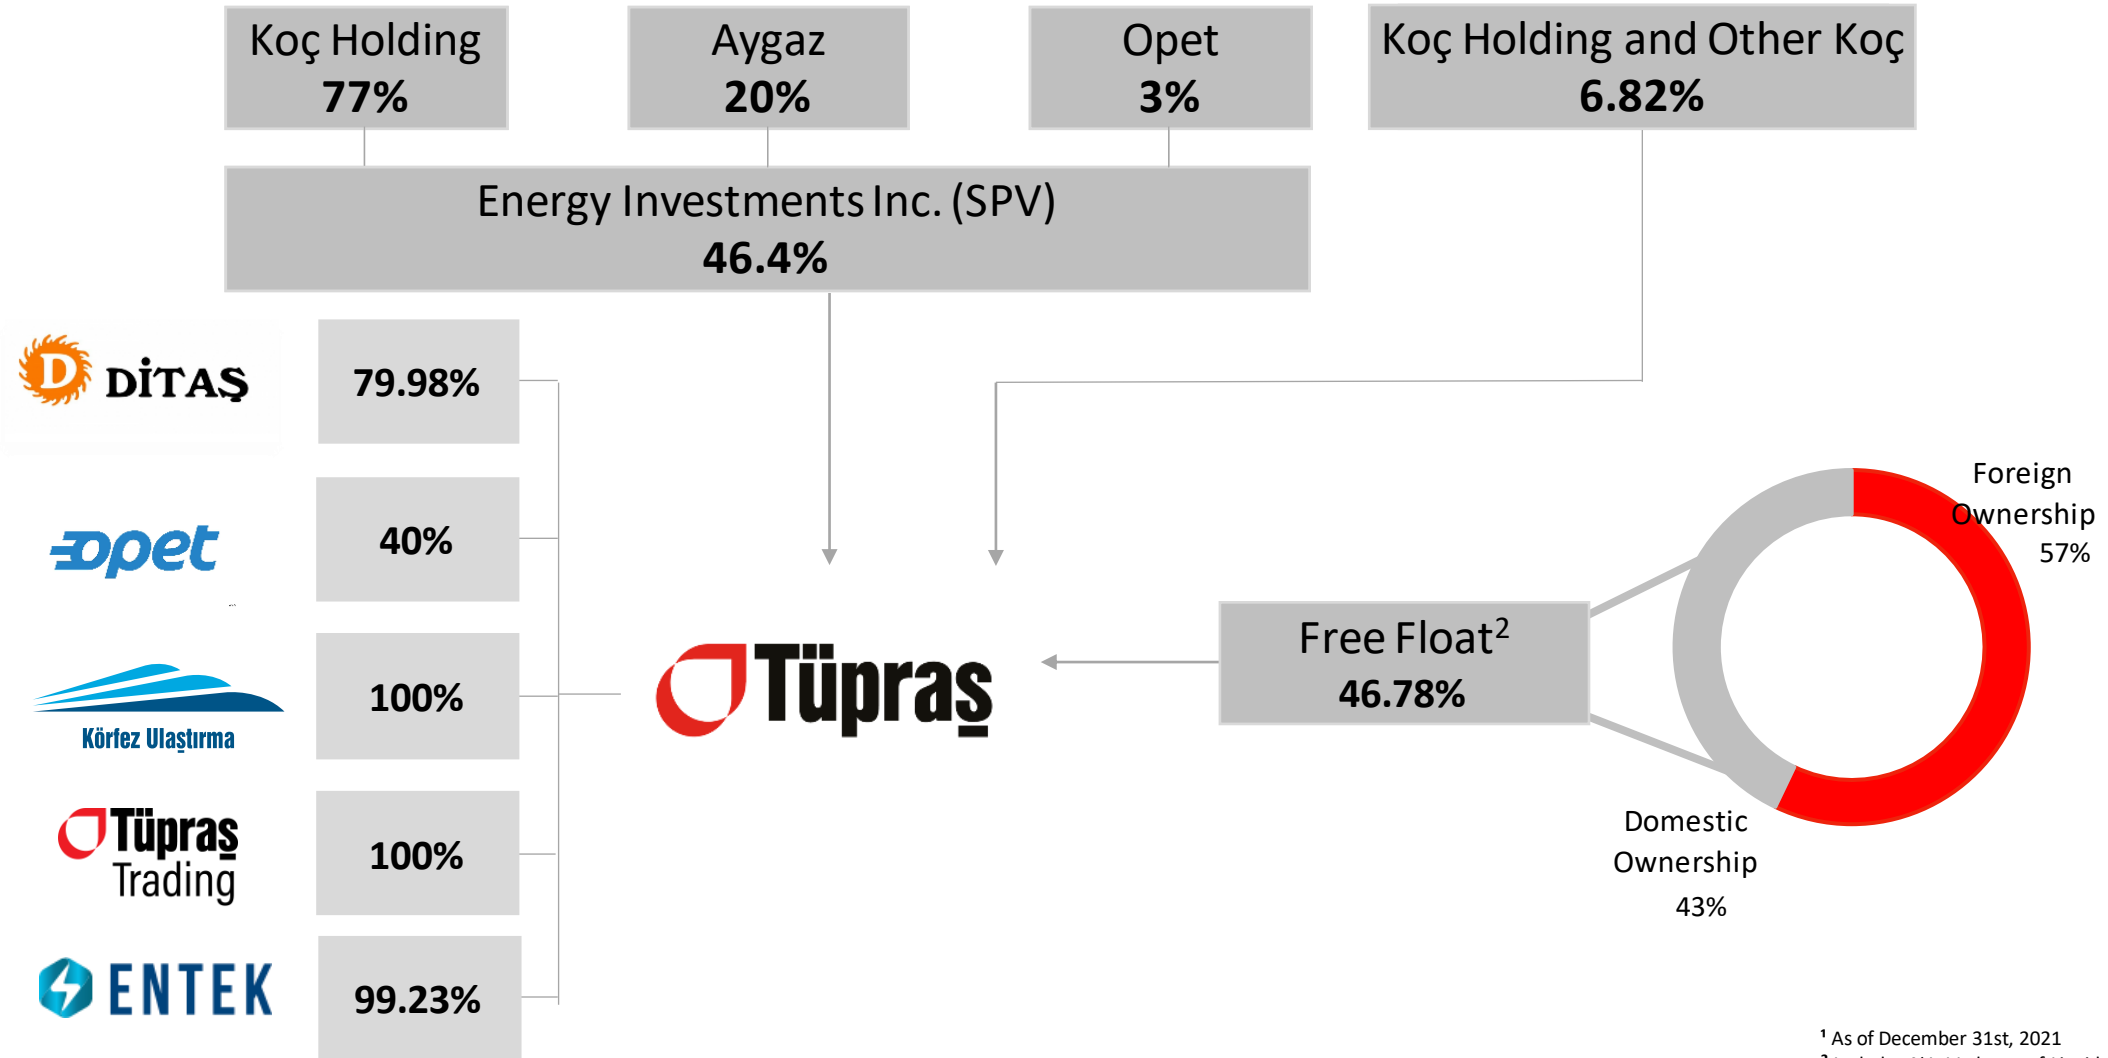 Koç Holding
77%
Aygaz
20%
Opet
3%
Koç Holding and Other Koç
6.82%
Energy Investments Inc. (SPV)
46.4%
D DİTAŞ
79.98%
opet
40%
Körfez Ulaştırma
100%
Tüpraş
Trading
100%
ENTEK
99.23%
Tüpraş
Free Float²
46.78%
Foreign
Ownership
57%
Domestic
Ownership
43%
¹ As of December 31st, 2021